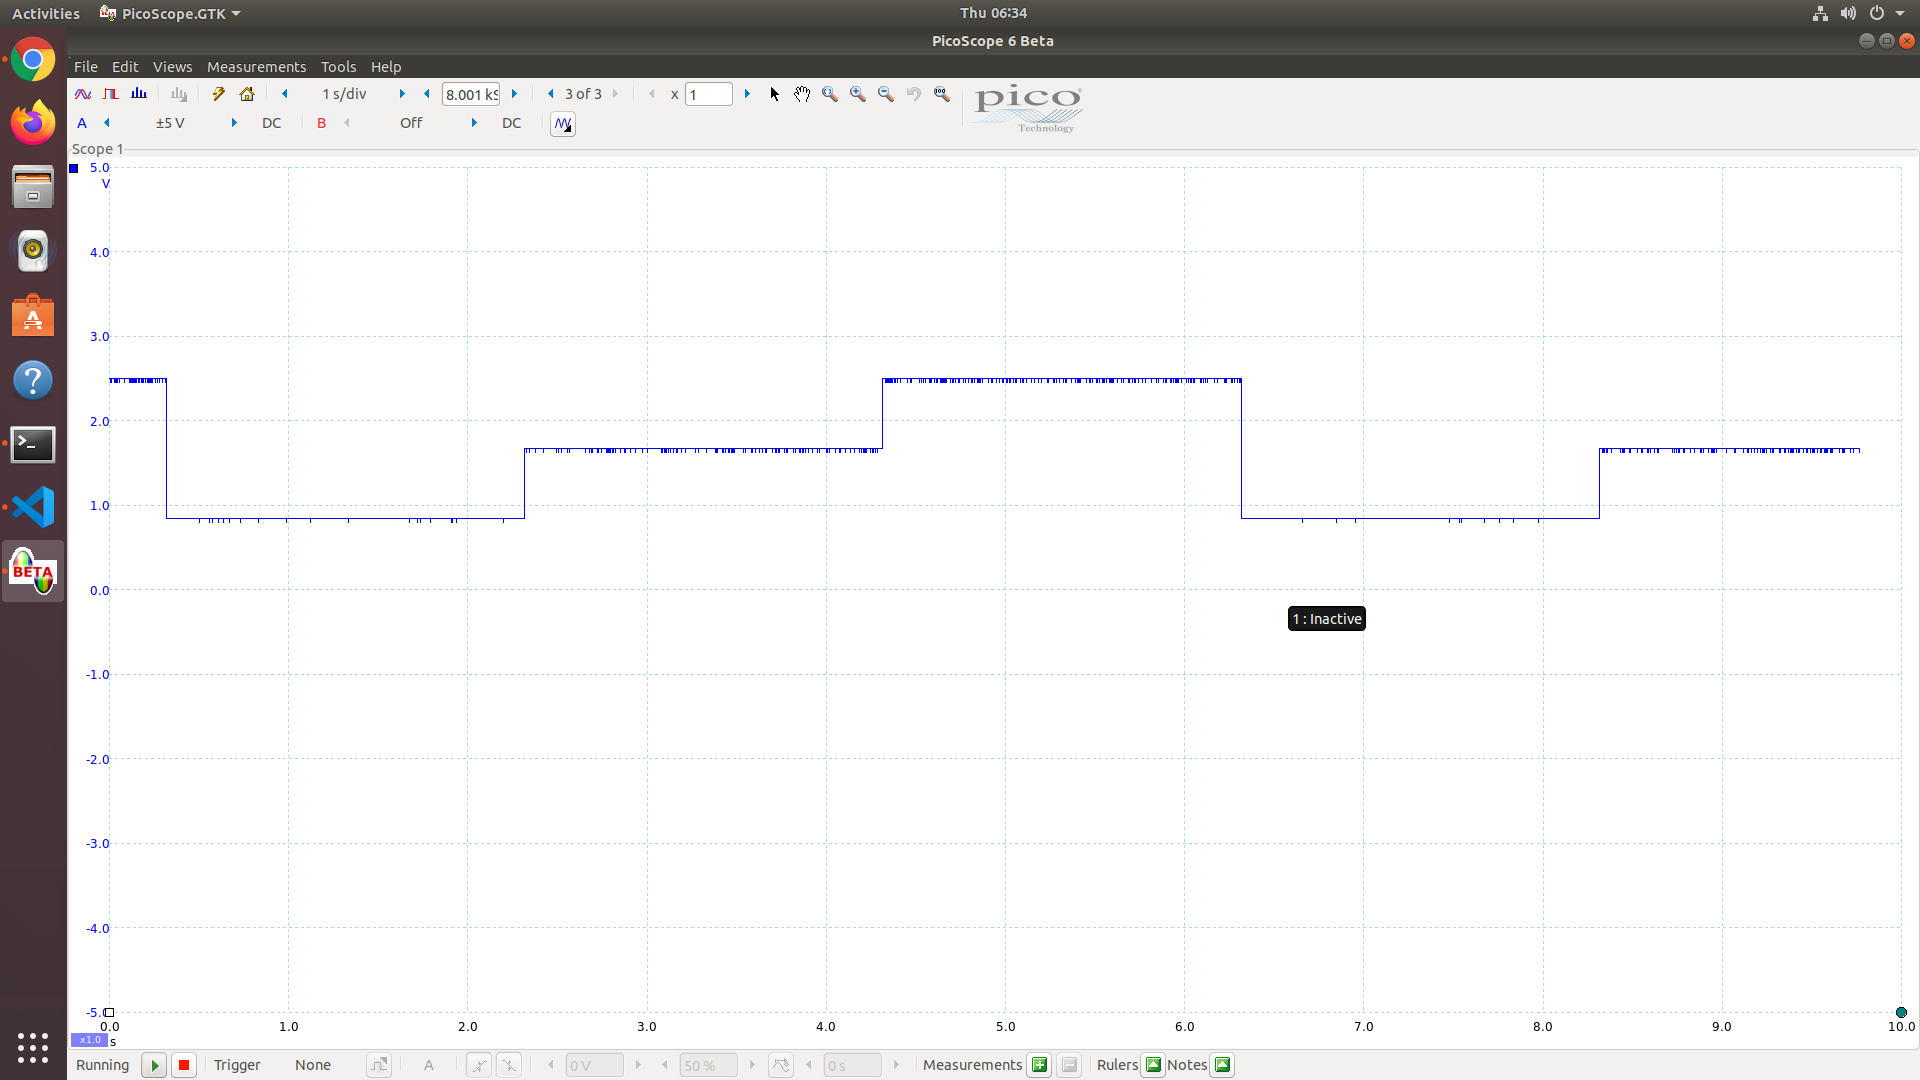 Activities PicoScope.GTK Thu 06:34
PicoScope 6 Beta
File Edit Views Measurements Tools Help
1 s/div 8.001 kS 3 of 3 x 1
pico
Technology
A ±5 V DC B Off DC
Scope 1
5.0
V
4.0
3.0
2.0
1.0
0.0
1 : Inactive
-1.0
-2.0
-3.0
-4.0
-5.0
0.0 1.0 2.0 3.0 4.0 5.0 6.0 7.0 8.0 9.0 10.0
x1.0 s
BETA
Running Trigger None A 0 V 50 % 0 s Measurements Rulers Notes